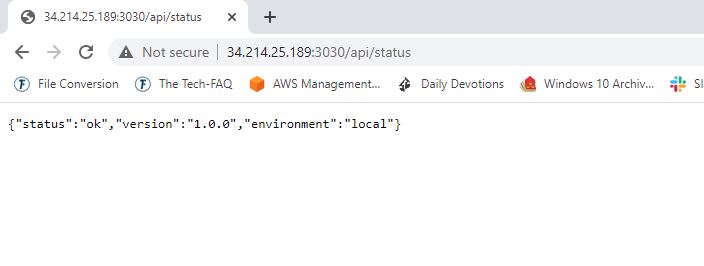 34.214.25.189:3030/api/status
Not secure 34.214.25.189:3030/api/status
File Conversion The Tech-FAQ AWS Management... Daily Devotions Windows 10 Archiv... Sl
{"status":"ok","version":"1.0.0","environment":"local"}